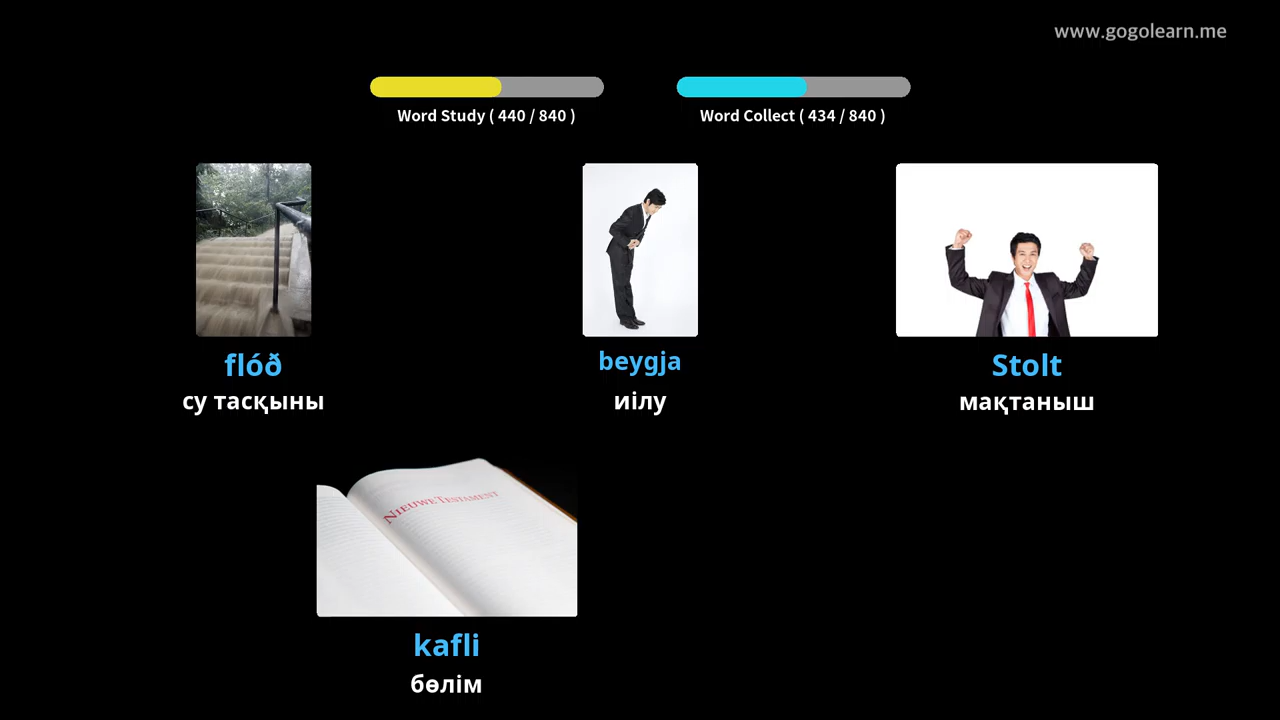 www.gogolearn.me
Word Study ( 440 / 840 )
Word Collect ( 434 / 840 )
flóð
су тасқыны
beygja
иілу
Stolt
мақтаныш
NIEUWE TESTAMENT
kafli
бөлім